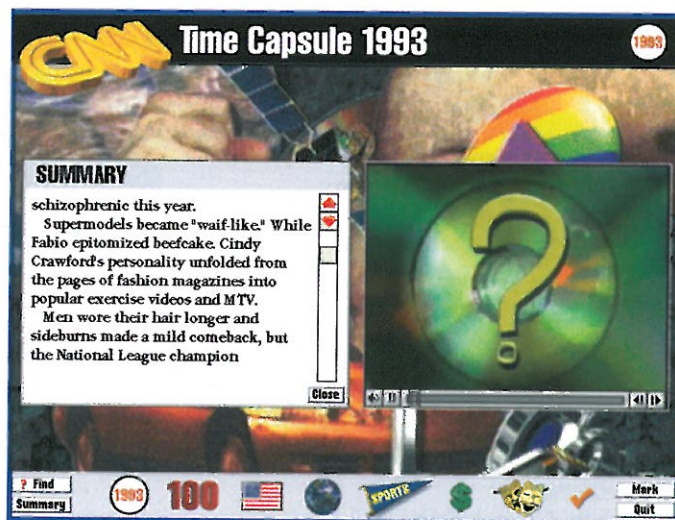 CNN Time Capsule 1993
1993
SUMMARY
schizophrenic this year.
Supermodels became "waif-like." While
Fabio epitomized beefcake. Cindy
Crawford's personality unfolded from
the pages of fashion magazines into
popular exercise videos and MTV.
Men wore their hair longer and
sideburns made a mild comeback, but
the National League champion
Close
?
? Find
Summary
1993
100
SPORTS
$
Mark
Quit